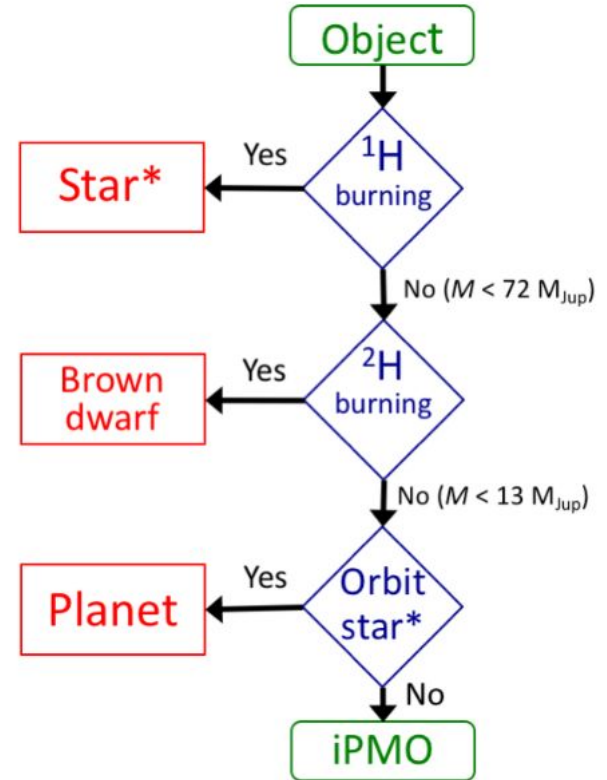 Object
Yes
¹H
burning
Star*
No (M < 72 M_Jup)
Yes
²H
burning
Brown
dwarf
No (M < 13 M_Jup)
Yes
Orbit
star*
Planet
No
iPMO